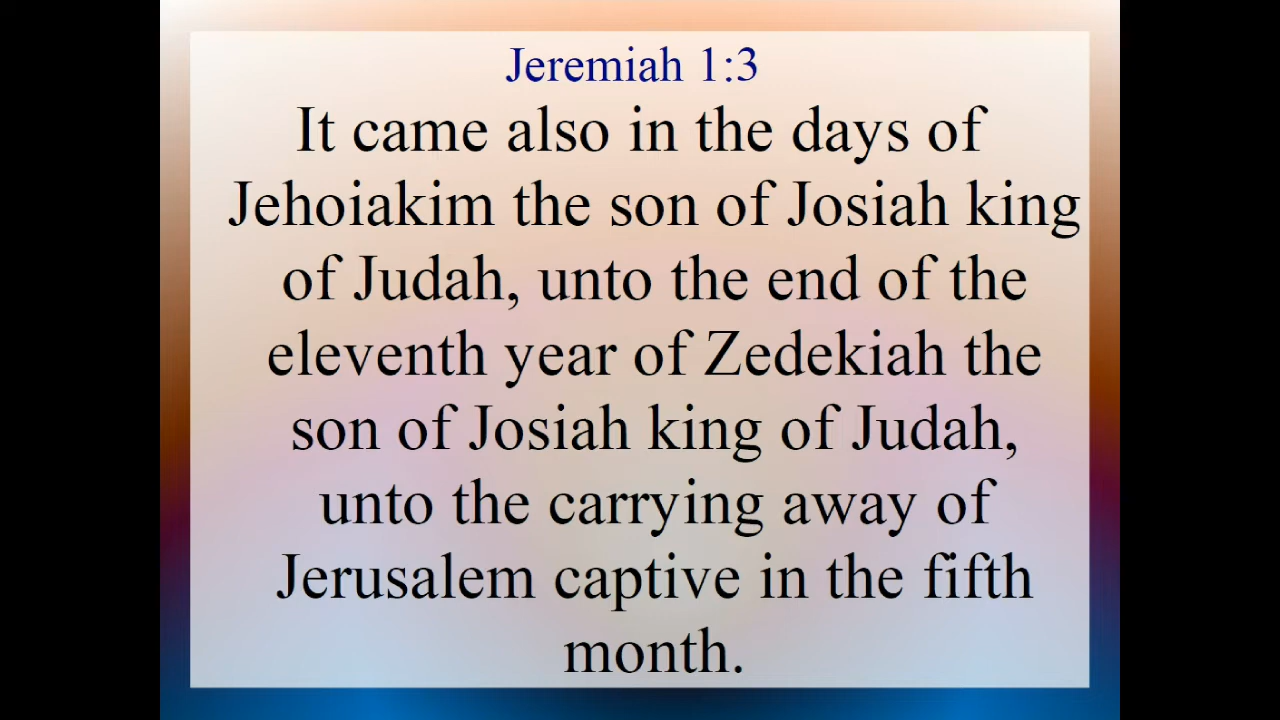 Jeremiah 1:3
It came also in the days of
Jehoiakim the son of Josiah king
of Judah, unto the end of the
eleventh year of Zedekiah the
son of Josiah king of Judah,
unto the carrying away of
Jerusalem captive in the fifth
month.